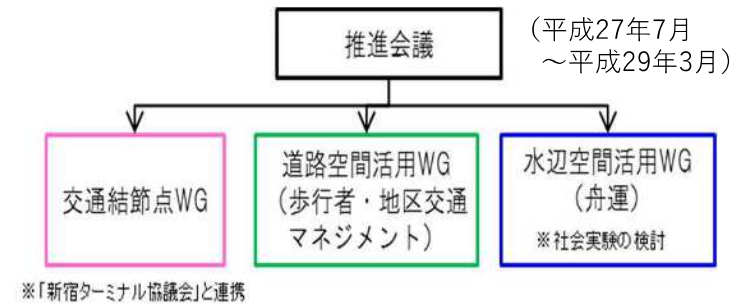 推進会議
(平成27年7月
～平成29年3月)
交通結節点WG
道路空間活用WG
(歩行者・地区交通
マネジメント)
水辺空間活用WG
(舟運)
※社会実験の検討
※「新宿ターミナル協議会」と連携